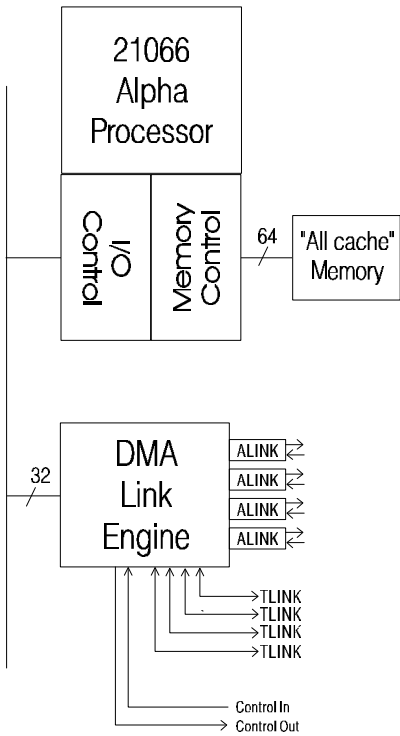 21066
Alpha
Processor
I/O
Control
Memory
Control
64
"All cache"
Memory
32
DMA
Link
Engine
ALINK
ALINK
ALINK
ALINK
TLINK
TLINK
TLINK
TLINK
Control In
Control Out